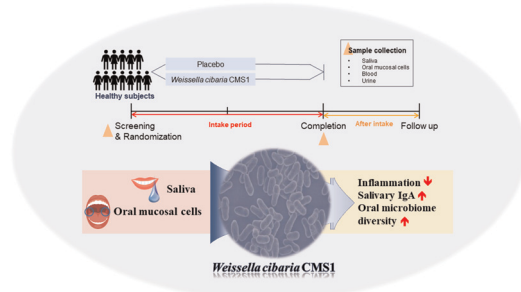 Placebo
Weissella cibaria CMS1
Healthy subjects
Sample collection
• Saliva
• Oral mucosal cells
• Blood
• Urine
Screening
& Randomization
Intake period
Completion
After intake
Follow up
Saliva
Oral mucosal cells
Inflammation ↓
Salivary IgA ↑
Oral microbiome
diversity ↑
Weissella cibaria CMS1